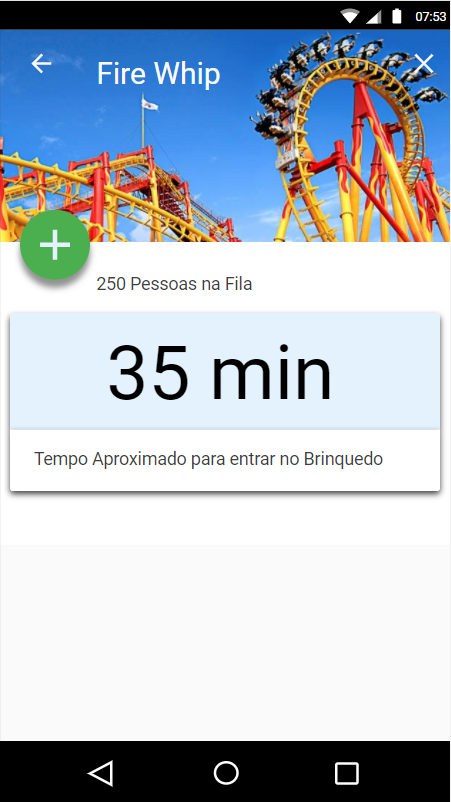 07:53
Fire Whip
250 Pessoas na Fila
35 min
Tempo Aproximado para entrar no Brinquedo